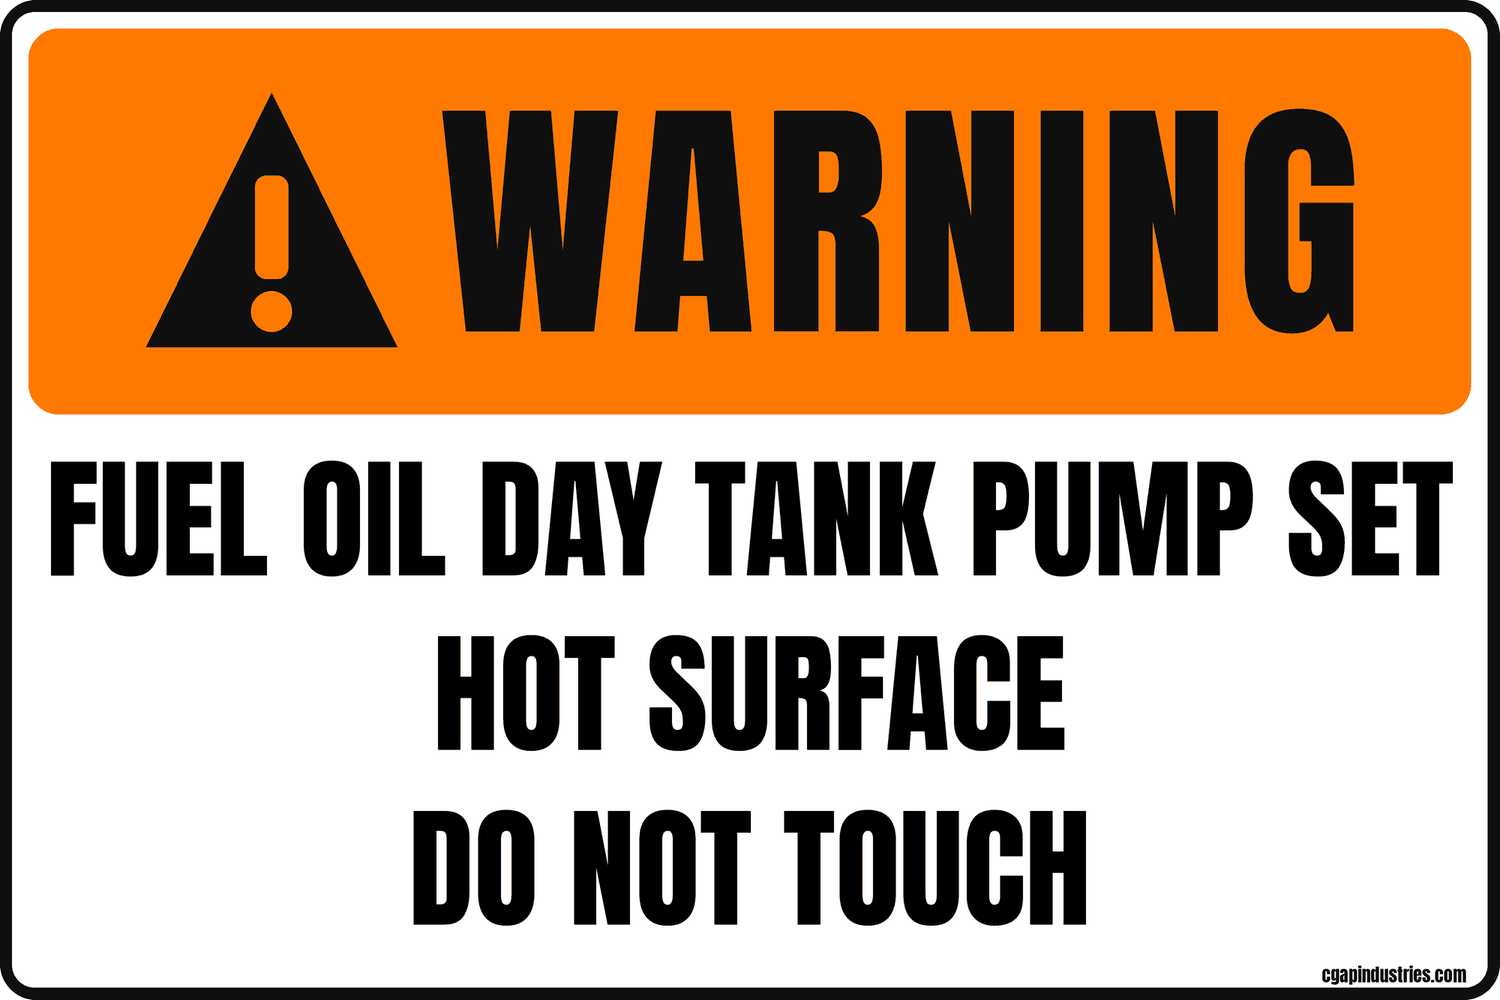 WARNING
FUEL OIL DAY TANK PUMP SET
HOT SURFACE
DO NOT TOUCH
cgapindustries.com